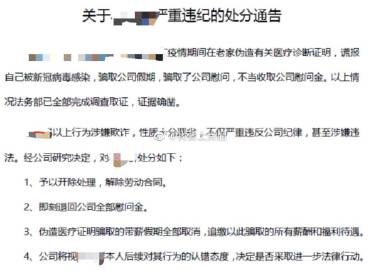 关于 严重违纪的处分通告
疫情期间在老家伪造有关医疗诊断证明，谎报
自己被新冠病毒感染，骗取公司假期，骗取了公司慰问，不当收取公司慰问金。以上情
况法务部已全部完成调查取证，证据确凿。
以上行为涉嫌欺诈，性质十分恶劣，不仅严重违反公司纪律，甚至涉嫌违
法。经公司研究决定，对 处分如下：
1、予以开除处理，解除劳动合同。
2、即刻退回公司全部慰问金。
3、伪造医疗证明骗取的带薪假期全部取消，追缴以此骗取的所有薪酬和福利待遇。
4、公司将视 本人后续对其行为的认错态度，决定是否采取进一步法律行动。